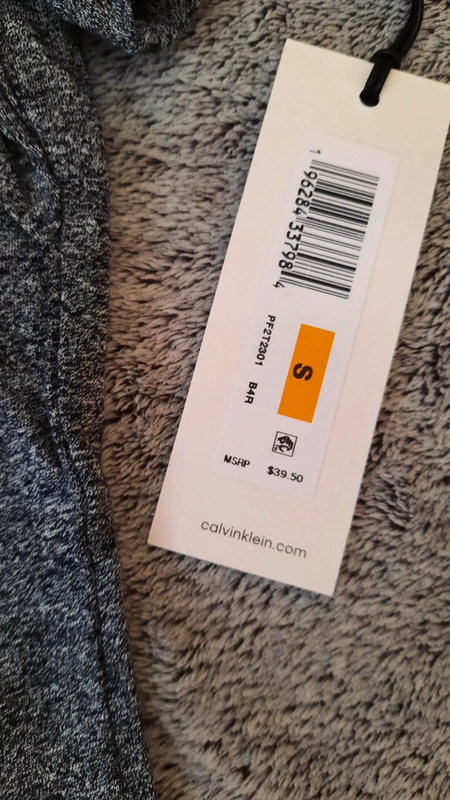 1 96284 33798 4
PF2T2301 B4R
S
MSRP $39.50
calvinklein.com